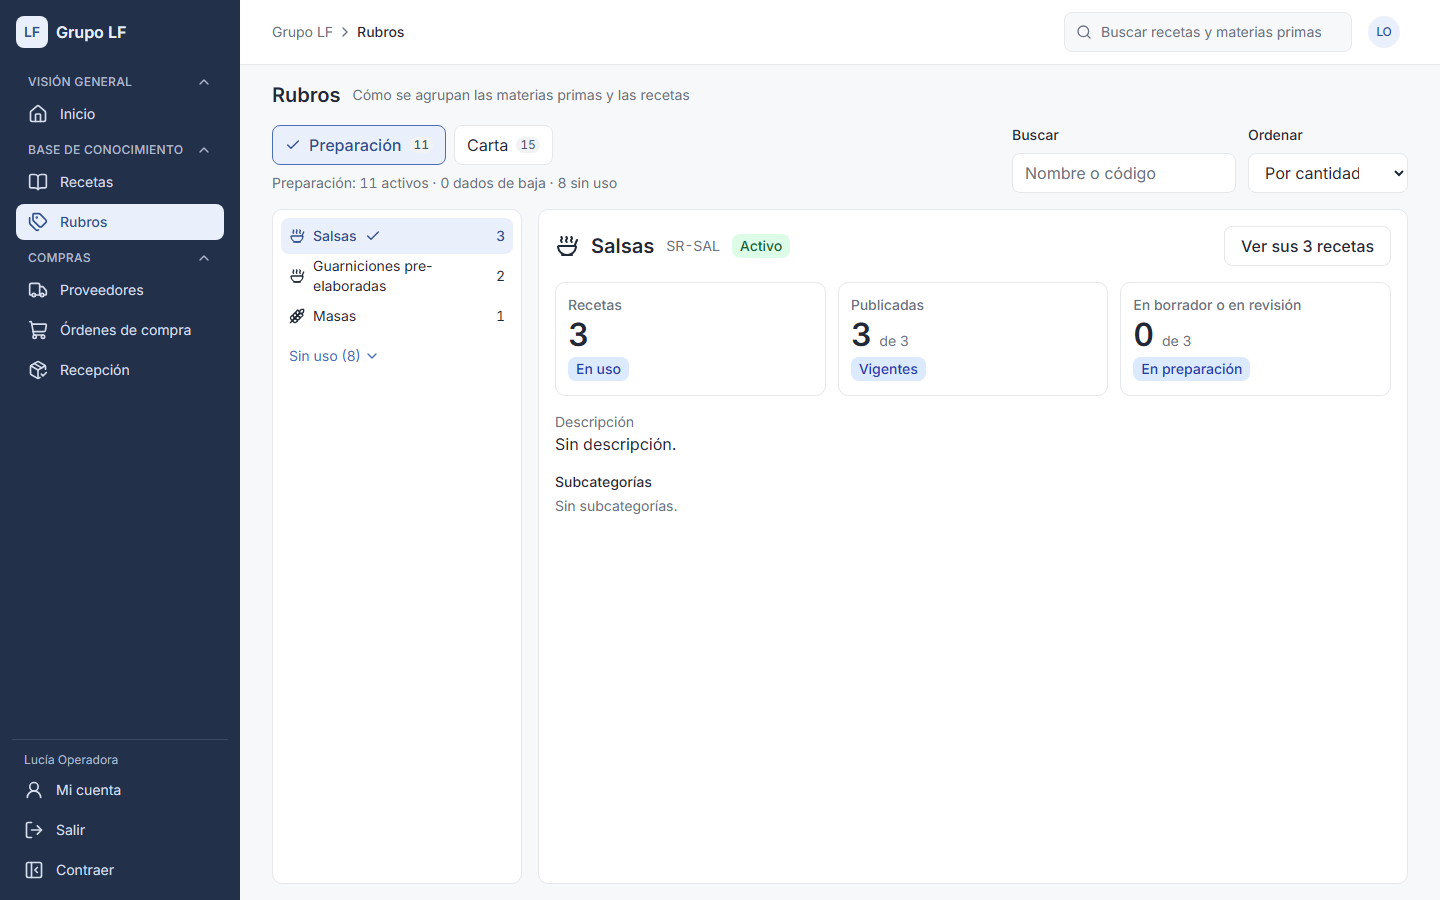 LF Grupo LF
VISIÓN GENERAL
Inicio
BASE DE CONOCIMIENTO
Recetas
Rubros
COMPRAS
Proveedores
Órdenes de compra
Recepción
Lucía Operadora
Mi cuenta
Salir
Contraer
Grupo LF > Rubros
Buscar recetas y materias primas
LO
Rubros Cómo se agrupan las materias primas y las recetas
Preparación 11 Carta 15
Preparación: 11 activos · 0 dados de baja · 8 sin uso
Buscar
Nombre o código
Ordenar
Por cantidad
Salsas 3
Guarniciones pre-
elaboradas 2
Masas 1
Sin uso (8)
Salsas SR-SAL Activo
Ver sus 3 recetas
Recetas
3
En uso
Publicadas
3 de 3
Vigentes
En borrador o en revisión
0 de 3
En preparación
Descripción
Sin descripción.
Subcategorías
Sin subcategorías.